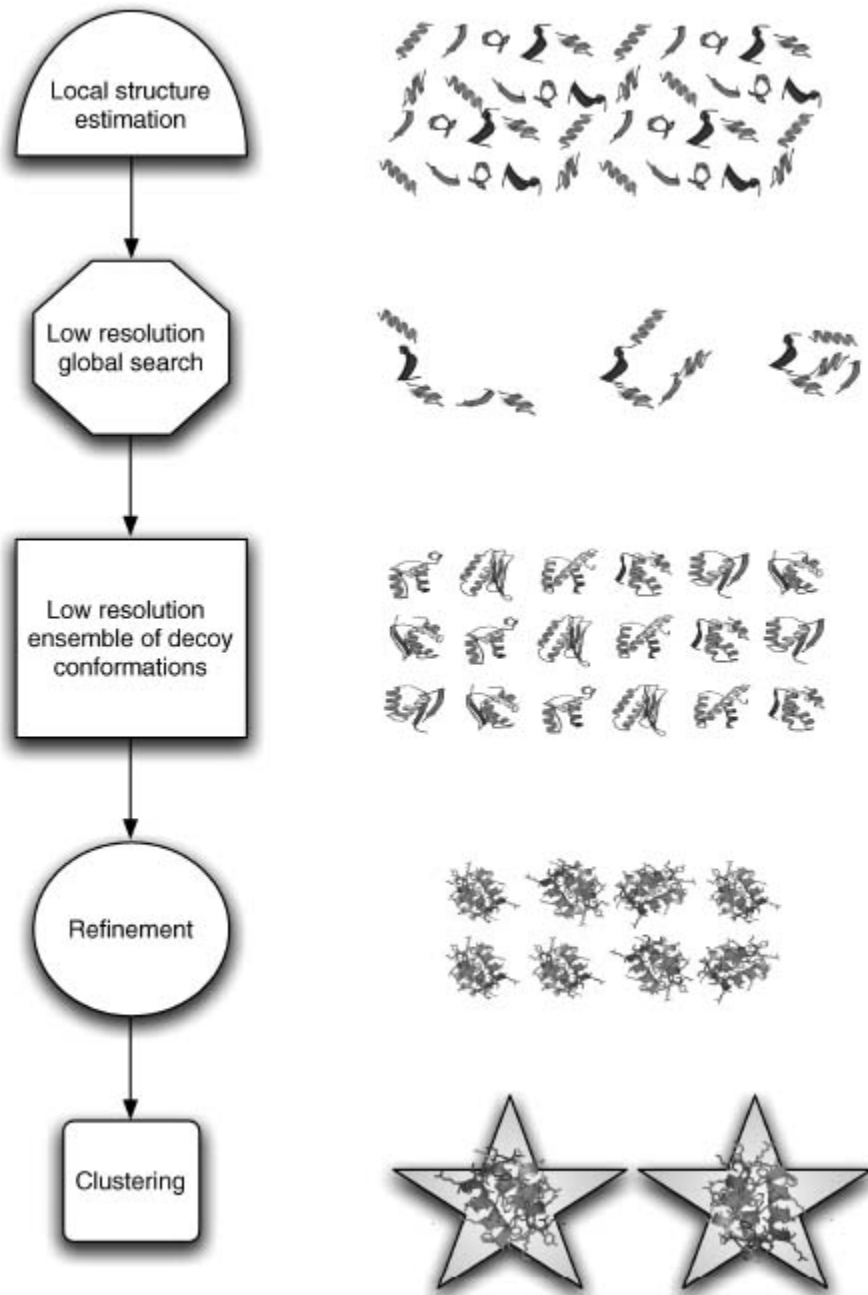 Local structure
estimation
Low resolution
global search
Low resolution
ensemble of decoy
conformations
Refinement
Clustering